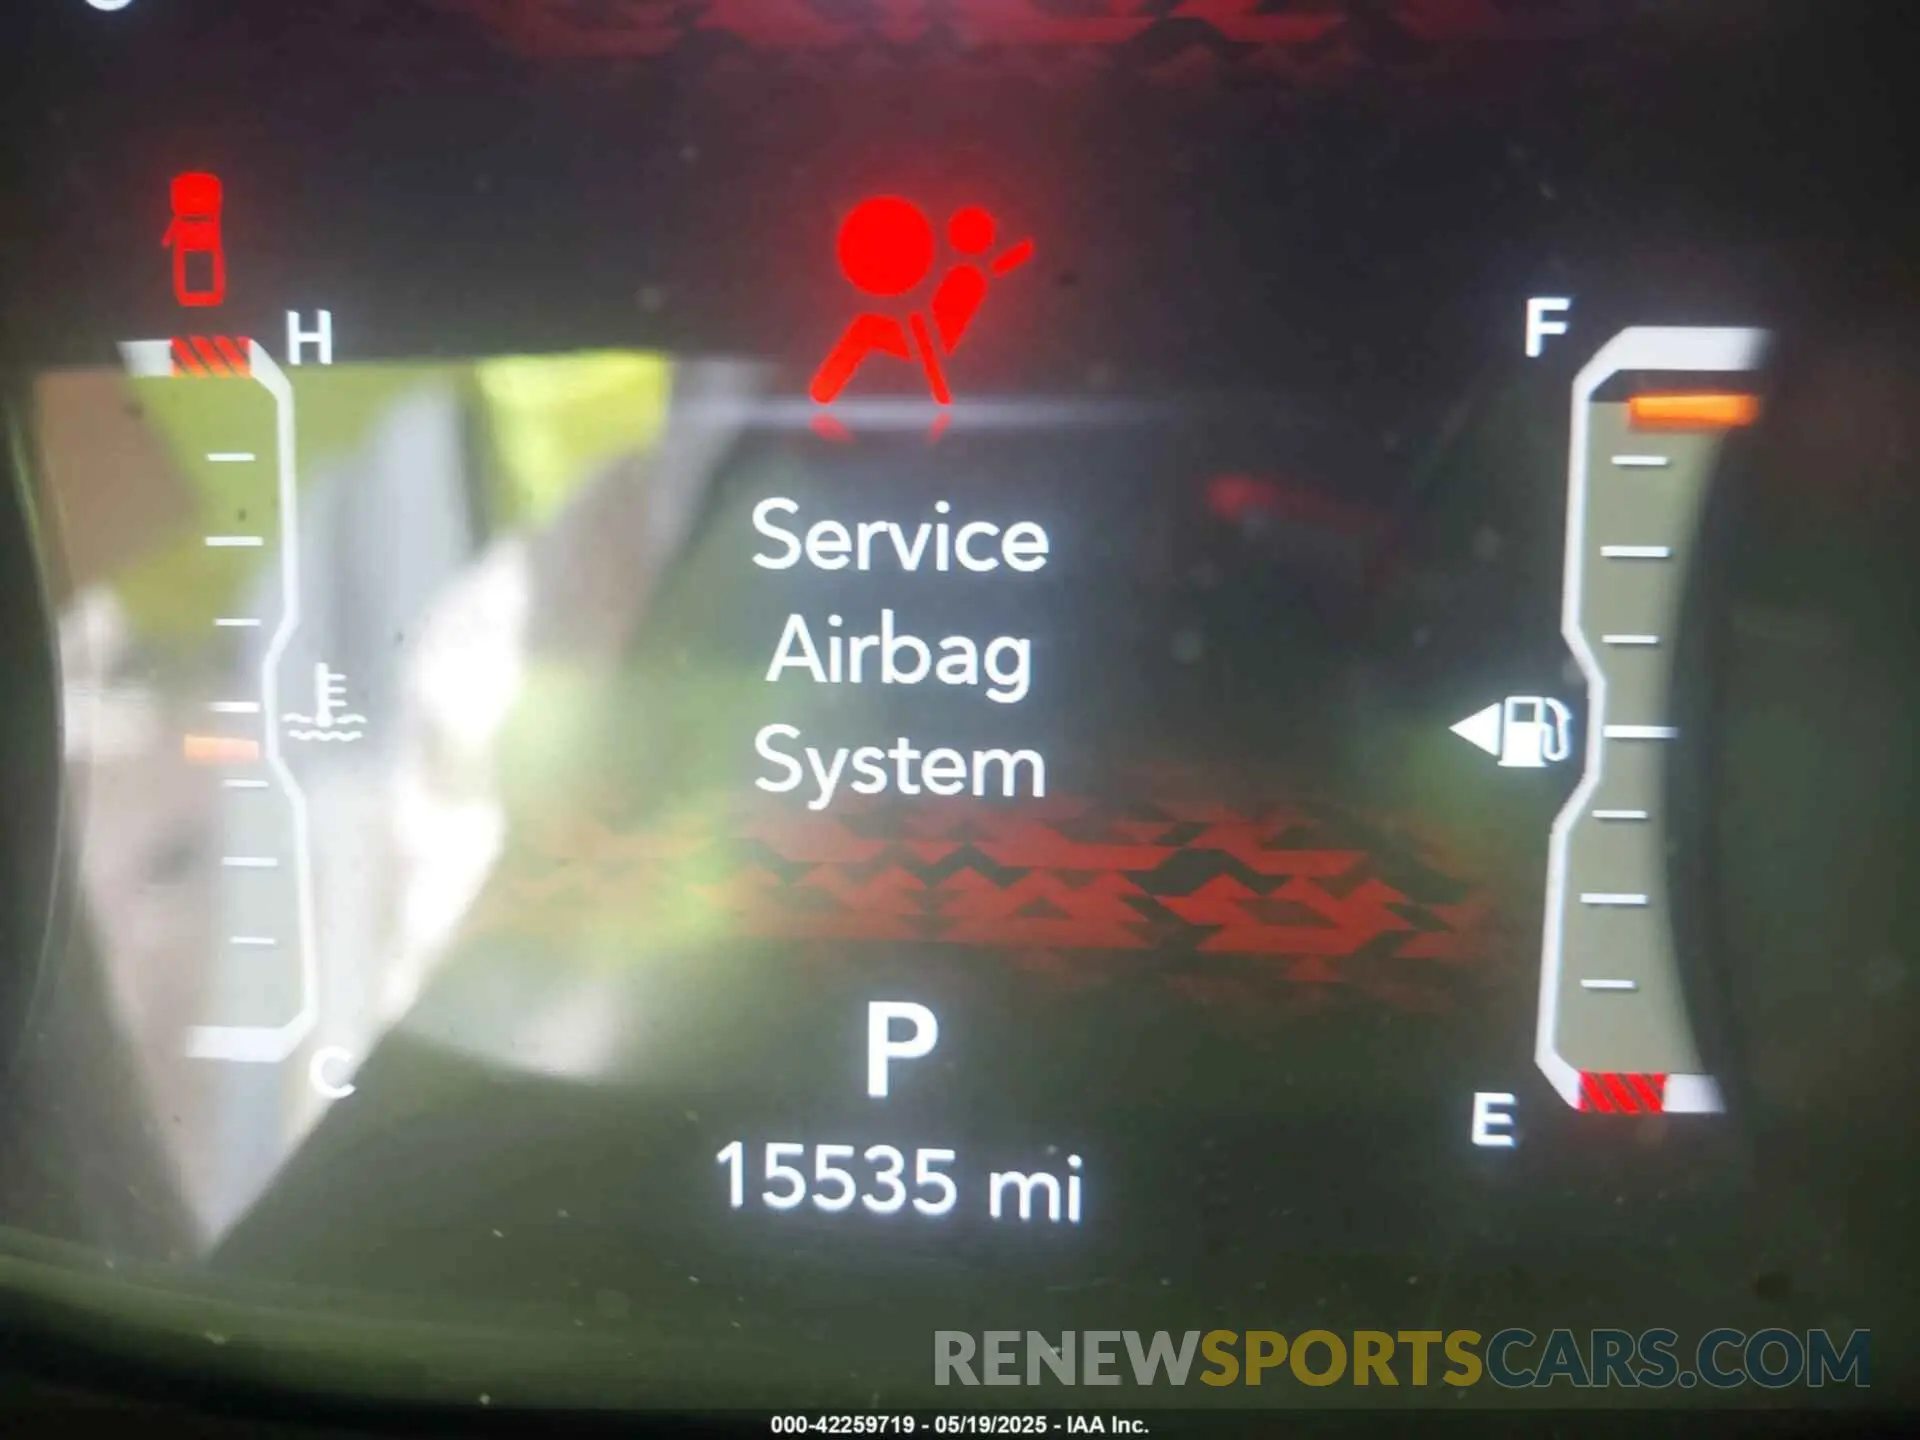 H
F
Service
Airbag
System
C
P
E
15535 mi
RENEWSPORTSCARS.COM
000-42259719 - 05/19/2025 - IAA Inc.